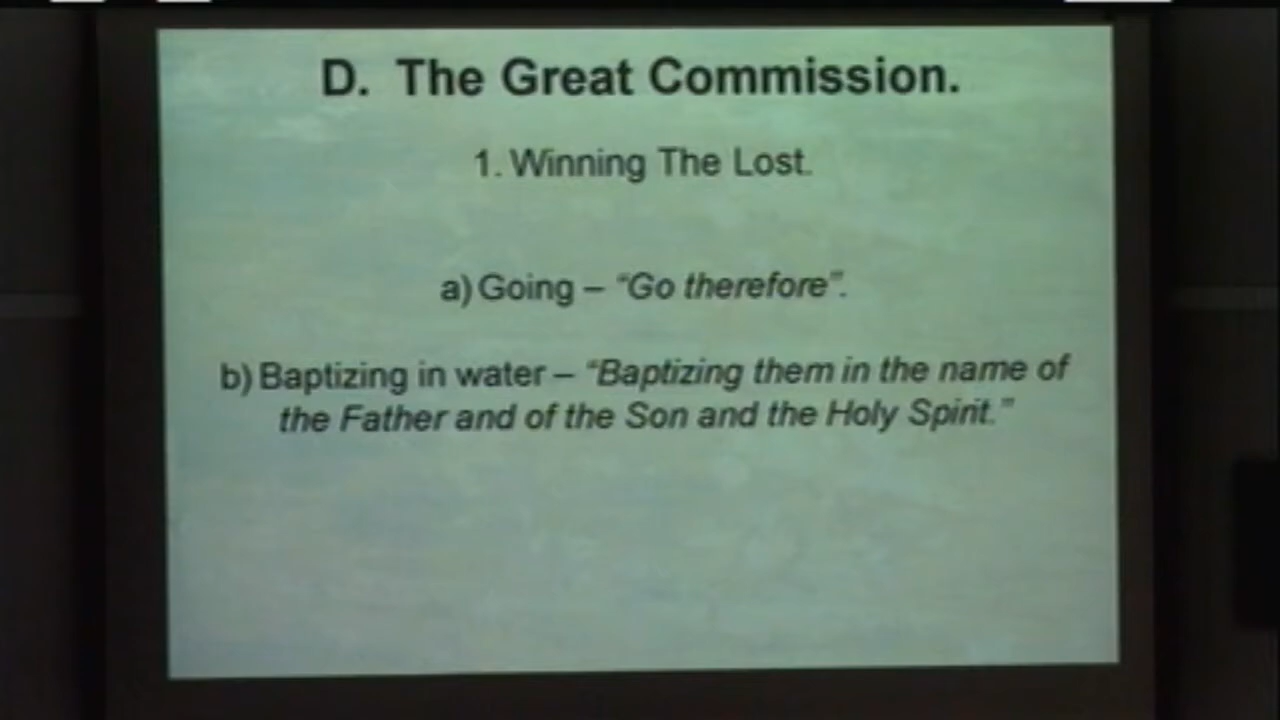 D. The Great Commission.
1. Winning The Lost.
a) Going – “Go therefore”.
b) Baptizing in water – “Baptizing them in the name of
the Father and of the Son and the Holy Spirit.”